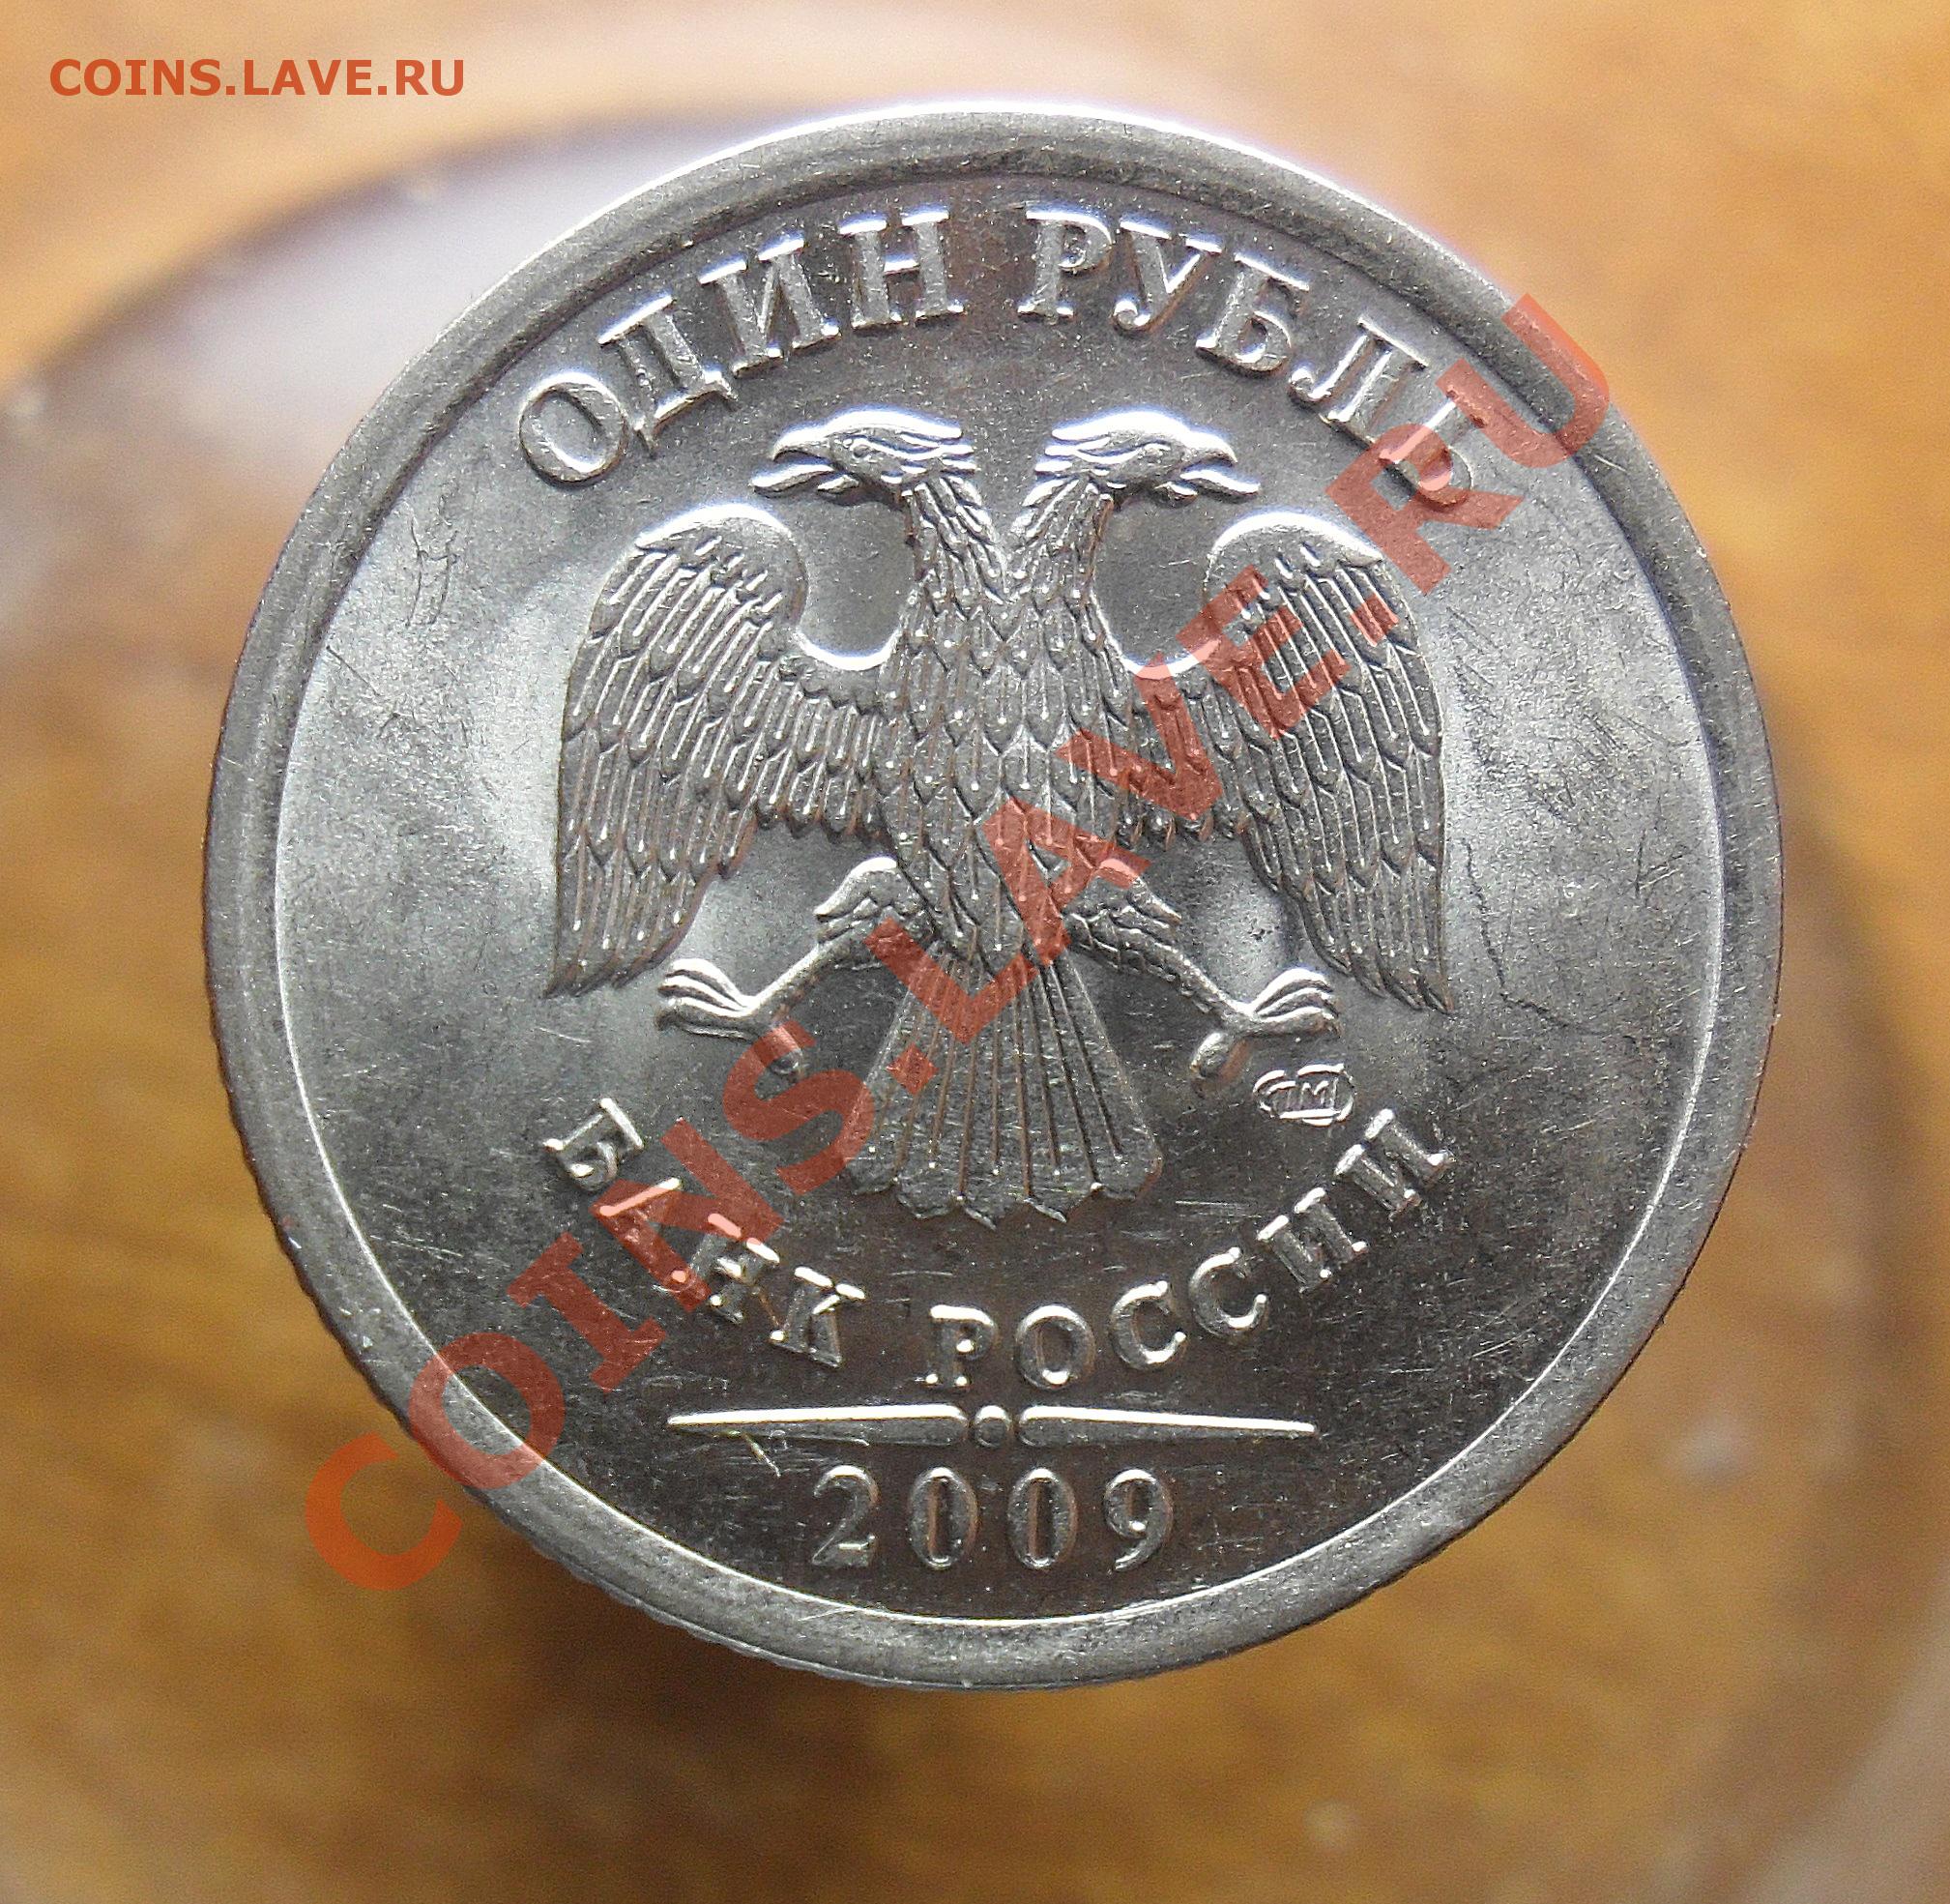 COINS.LAVE.RU
ОДИН РУБЛЬ
COINS.LAVE.RU
БАНК РОССИИ
2009